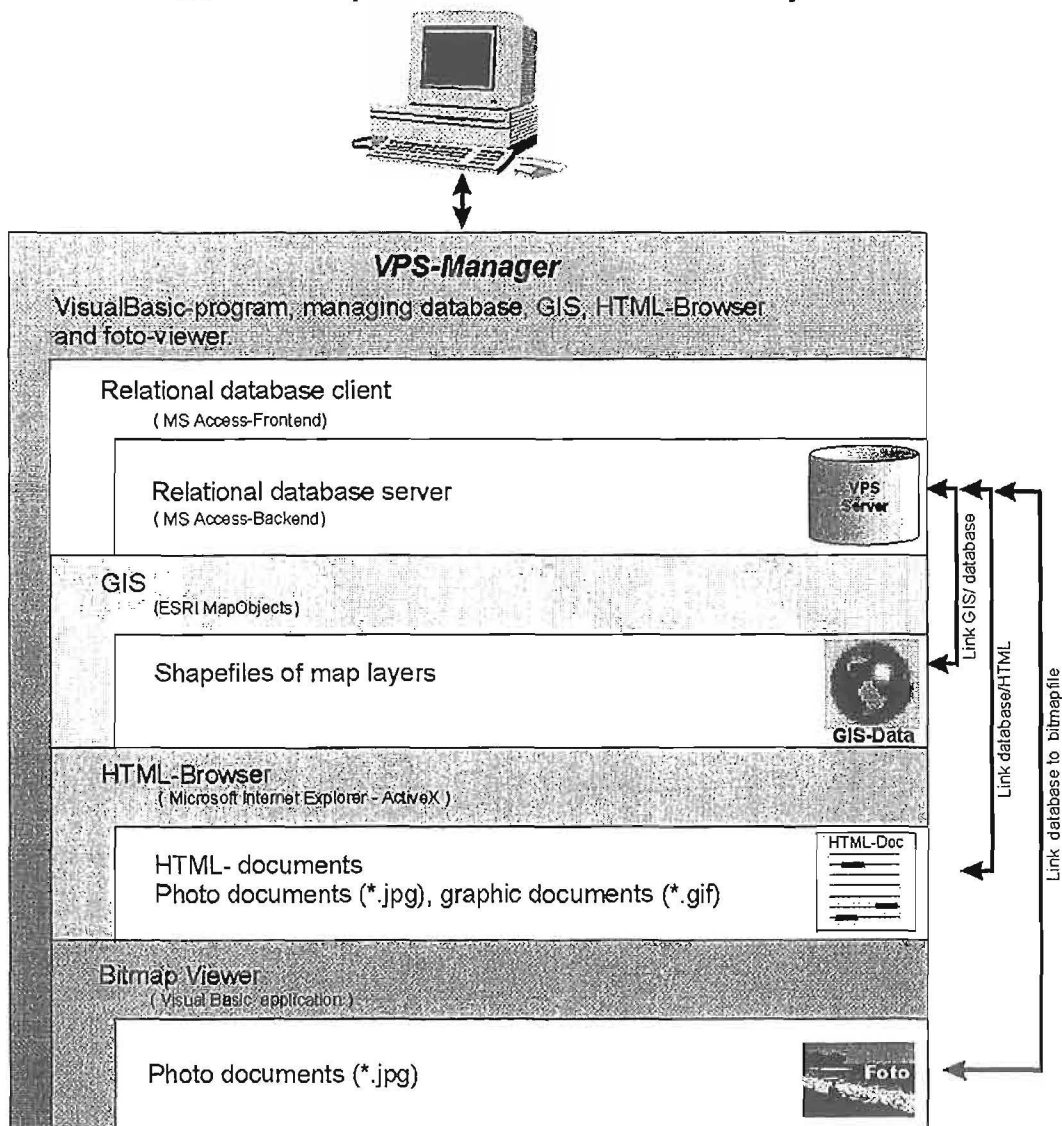 VPS-Manager
VisualBasic-program, managing database, GIS, HTML-Browser
and foto-viewer.
Relational database client
( MS Access-Frontend)
Relational database server
( MS Access-Backend)
VPS
Server
GIS
(ESRI MapObjects)
Shapefiles of map layers
GIS-Data
HTML-Browser
( Microsoft Internet Explorer - ActiveX )
HTML- documents
Photo documents (*.jpg), graphic documents (*.gif)
HTML-Doc
Bitmap Viewer
( Visual Basic application )
Photo documents (*.jpg)
Foto
Link GIS/ database
Link database/HTML
Link database to bitmapfile